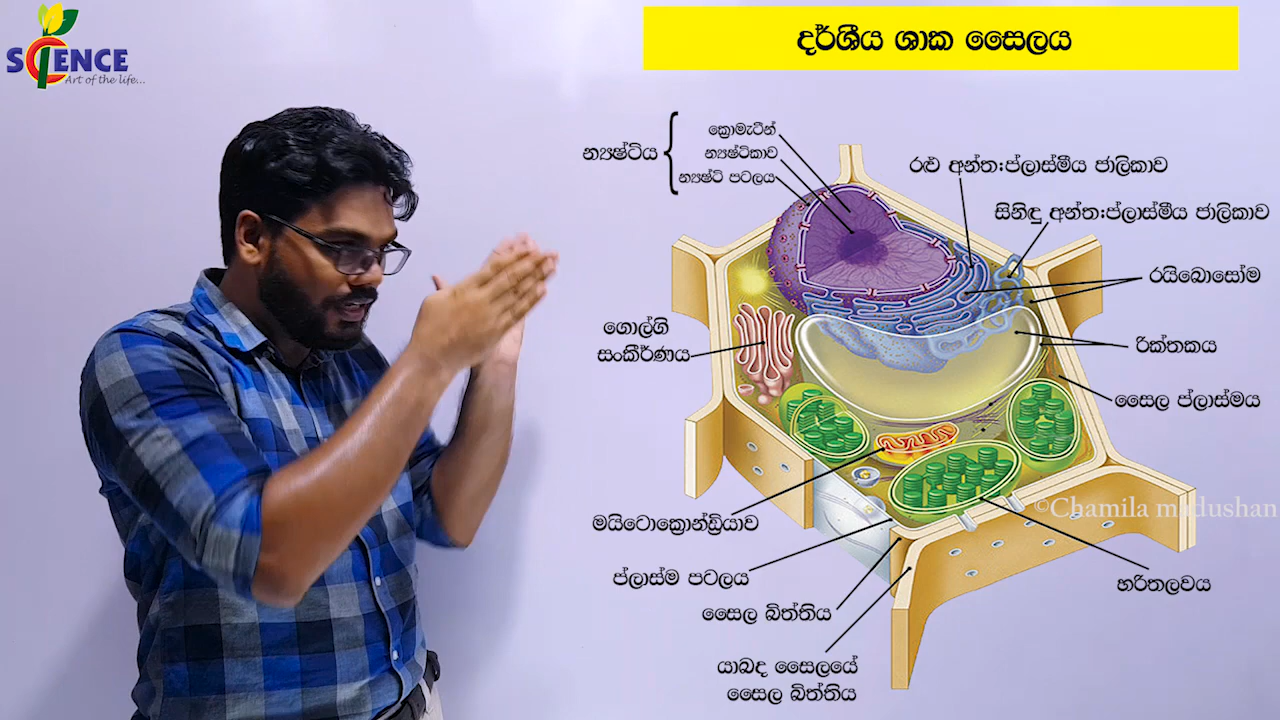 SCIENCE
Art of the life...
දර්ශීය ශාක සෛලය
න්‍යෂ්ටිය
ක්‍රොමැටීන්
න්‍යෂ්ටිකාව
න්‍යෂ්ටි පටලය
රළු අන්තඃප්ලාස්මීය ජාලිකාව
සිනිඳු අන්තඃප්ලාස්මීය ජාලිකාව
රයිබොසෝම
ගොල්ගි
සංකීර්ණය
රික්තකය
සෛල ප්ලාස්මය
©Chamila madushan
මයිටොක්‍රොන්ඩ්‍රියාව
ප්ලාස්ම පටලය
හරිතලවය
සෛල බිත්තිය
යාබද සෛලයේ
සෛල බිත්තිය